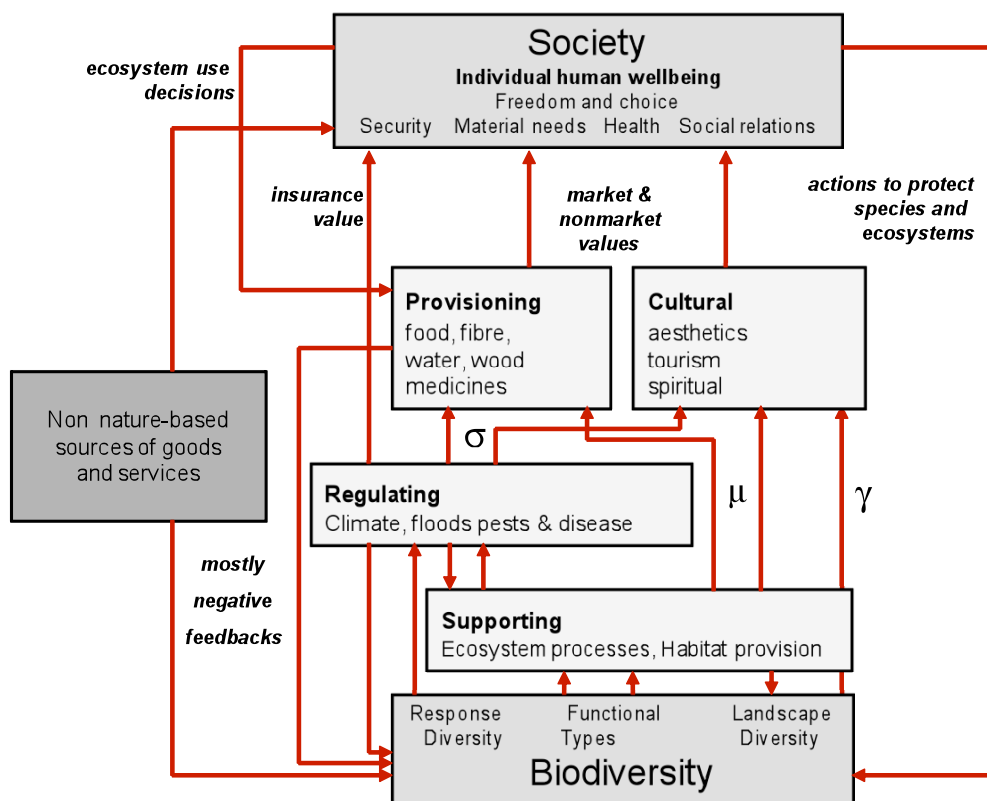 Society
Individual human wellbeing
Freedom and choice
Security Material needs Health Social relations
ecosystem use
decisions
insurance
value
market &
nonmarket
values
actions to protect
species and
ecosystems
Provisioning
food, fibre,
water, wood
medicines
Cultural
aesthetics
tourism
spiritual
Non nature-based
sources of goods
and services
σ
μ
γ
Regulating
Climate, floods pests & disease
mostly
negative
feedbacks
Supporting
Ecosystem processes, Habitat provision
Response
Diversity
Functional
Types
Landscape
Diversity
Biodiversity